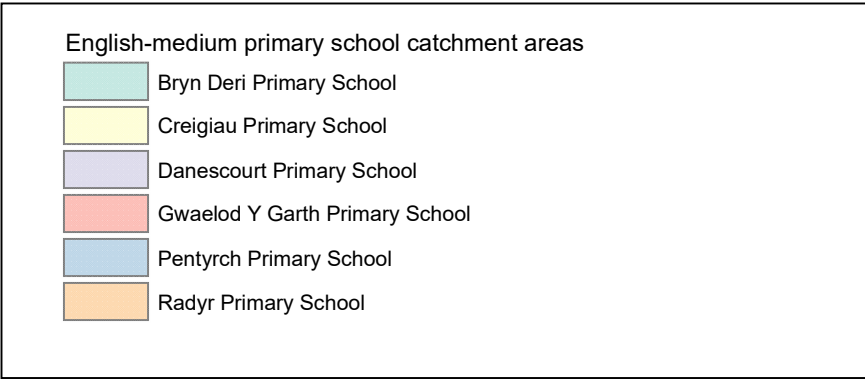 English-medium primary school catchment areas
Bryn Deri Primary School
Creigiau Primary School
Danescourt Primary School
Gwaelod Y Garth Primary School
Pentyrch Primary School
Radyr Primary School